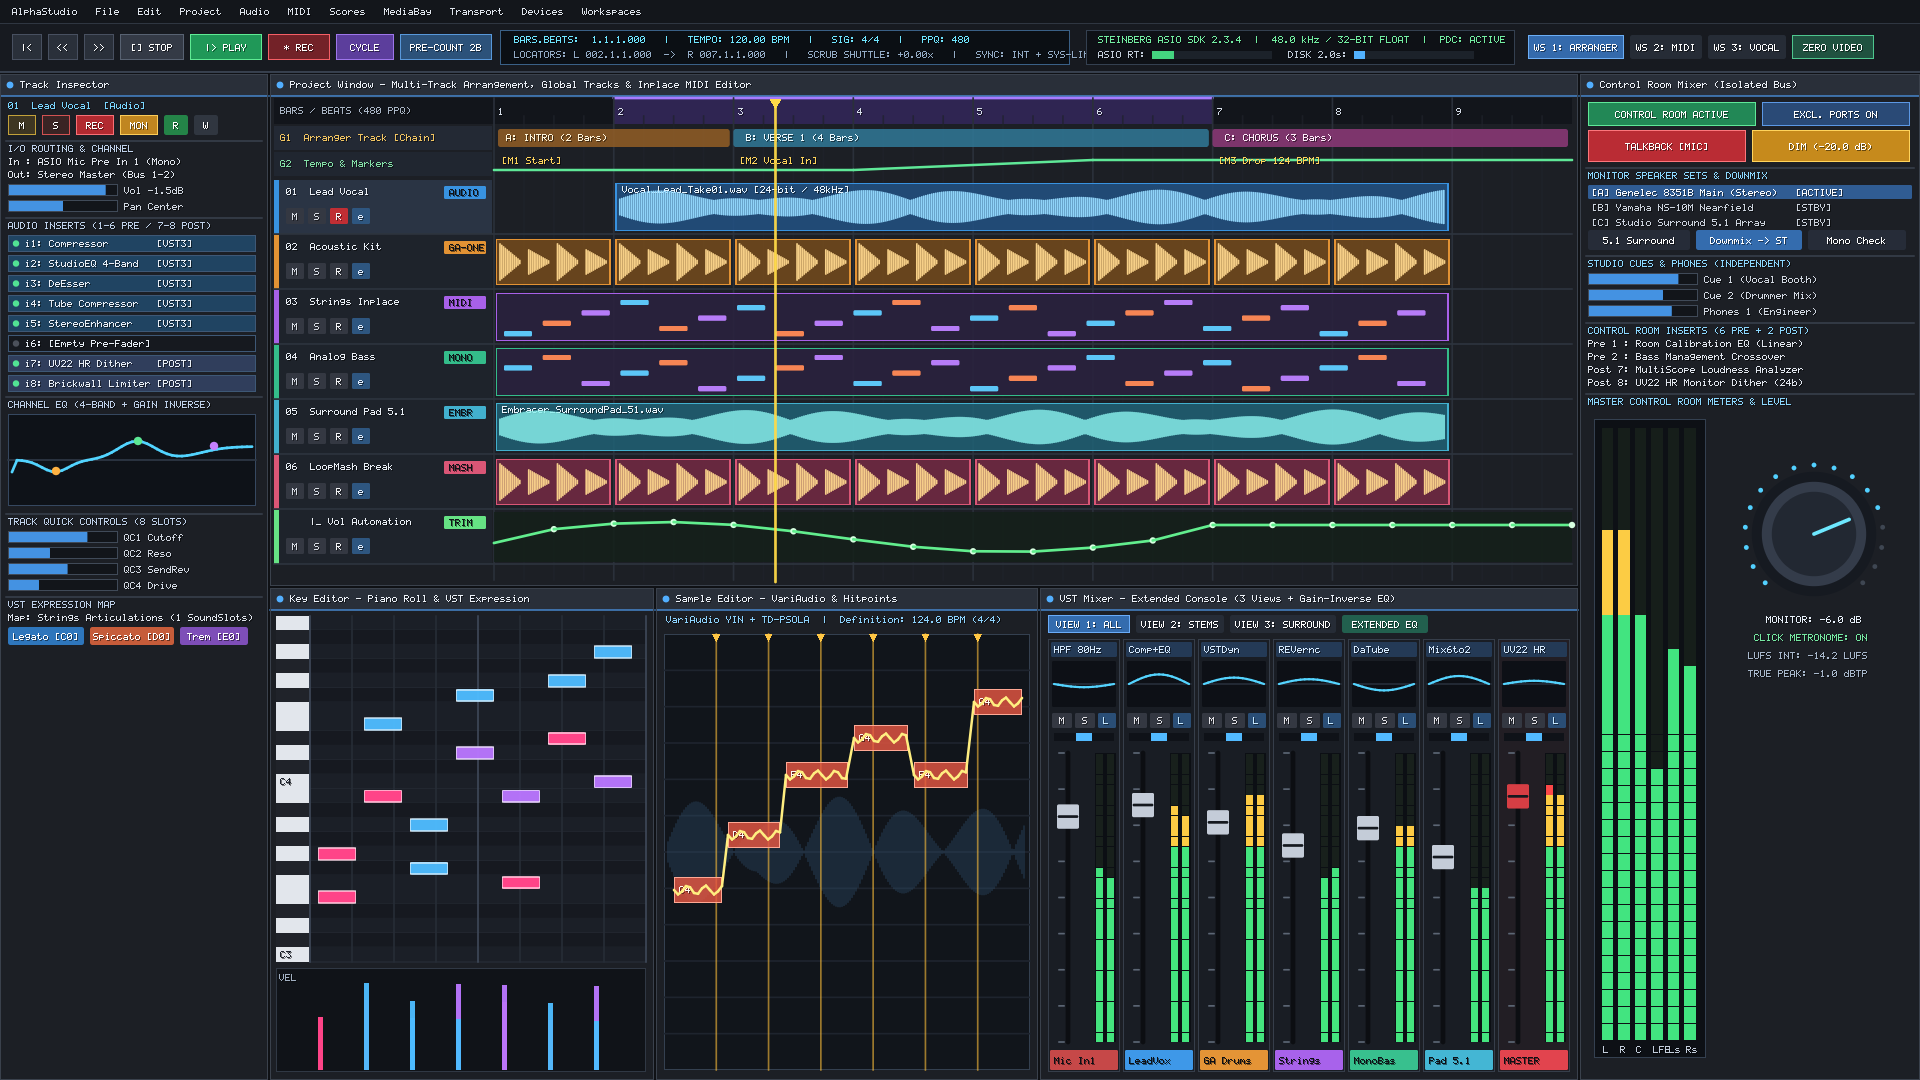 AlphaStudio File Edit Project Audio MIDI Scores MediaBay Transport Devices Workspaces
|< << >> [] STOP |> PLAY * REC CYCLE PRE-COUNT 2B
BARS.BEATS: 1.1.1.000 | TEMPO: 120.00 BPM | SIG: 4/4 | PPQ: 480
LOCATORS: L 002.1.1.000 -> R 007.1.1.000 | SCRUB SHUTTLE: +0.00x | SYNC: INT + SYS-LI
STEINBERG ASIO SDK 2.3.4 | 48.0 kHz / 32-BIT FLOAT | PDC: ACTIVE
ASIO RT: DISK 2.0s:
WS 1: ARRANGER WS 2: MIDI WS 3: VOCAL ZERO VIDEO
Track Inspector
01 Lead Vocal [Audio]
M S REC MON R W
I/O ROUTING & CHANNEL
In : ASIO Mic Pre In 1 (Mono)
Out: Stereo Master (Bus 1-2)
Vol -1.5dB
Pan Center
AUDIO INSERTS (1-6 PRE / 7-8 POST)
i1: Compressor [VST3]
i2: StudioEQ 4-Band [VST3]
i3: DeEsser [VST3]
i4: Tube Compressor [VST3]
i5: StereoEnhancer [VST3]
i6: [Empty Pre-Fader]
i7: UV22 HR Dither [POST]
i8: Brickwall Limiter [POST]
CHANNEL EQ (4-BAND + GAIN INVERSE)
TRACK QUICK CONTROLS (8 SLOTS)
QC1 Cutoff
QC2 Reso
QC3 SendRev
QC4 Drive
VST EXPRESSION MAP
Map: Strings Articulations (1 SoundSlots)
Legato [C0] Spiccato [D0] Trem [E0]
Project Window - Multi-Track Arrangement, Global Tracks & Inplace MIDI Editor
BARS / BEATS (480 PPQ) 1 2 3 4 5 6 7 8 9
G1 Arranger Track [Chain] A: INTRO (2 Bars) B: VERSE 1 (4 Bars) C: CHORUS (3 Bars)
G2 Tempo & Markers [M1 Start] [M2 Vocal In] [M3 Drop 124 BPM]
01 Lead Vocal AUDIO Vocal_Lead_Take01.wav [24-bit / 48kHz]
M S R e
02 Acoustic Kit GA-ONE
M S R e
03 Strings Inplace MIDI
M S R e
04 Analog Bass MONO
M S R e
05 Surround Pad 5.1 EMBR Embracer_SurroundPad_51.wav
M S R e
06 LoopMash Break MASH
M S R e
|_ Vol Automation TRIM
M S R e
Key Editor - Piano Roll & VST Expression
C4
C3
VEL
Sample Editor - VariAudio & Hitpoints
VariAudio YIN + TD-PSOLA | Definition: 124.0 BPM (4/4)
VST Mixer - Extended Console (3 Views + Gain-Inverse EQ)
VIEW 1: ALL VIEW 2: STEMS VIEW 3: SURROUND EXTENDED EQ
HPF 80Hz Comp+EQ VSTDyn REVernc DaTube Mix6to2 UV22 HR
M S L M S L M S L M S L M S L M S L M S L
Mic In1 LeadVox GA Drums Strings MonoBas Pad 5.1 MASTER
Control Room Mixer (Isolated Bus)
CONTROL ROOM ACTIVE EXCL. PORTS ON
TALKBACK [MIC] DIM (-20.0 dB)
MONITOR SPEAKER SETS & DOWNMIX
[A] Genelec 8351B Main (Stereo) [ACTIVE]
[B] Yamaha NS-10M Nearfield [STBY]
[C] Studio Surround 5.1 Array [STBY]
5.1 Surround Downmix -> ST Mono Check
STUDIO CUES & PHONES (INDEPENDENT)
Cue 1 (Vocal Booth)
Cue 2 (Drummer Mix)
Phones 1 (Engineer)
CONTROL ROOM INSERTS (6 PRE + 2 POST)
Pre 1 : Room Calibration EQ (Linear)
Pre 2 : Bass Management Crossover
Post 7: MultiScope Loudness Analyzer
Post 8: UV22 HR Monitor Dither (24b)
MASTER CONTROL ROOM METERS & LEVEL
MONITOR: -6.0 dB
CLICK METRONOME: ON
LUFS INT: -14.2 LUFS
TRUE PEAK: -1.0 dBTP
L R C LFE Ls Rs